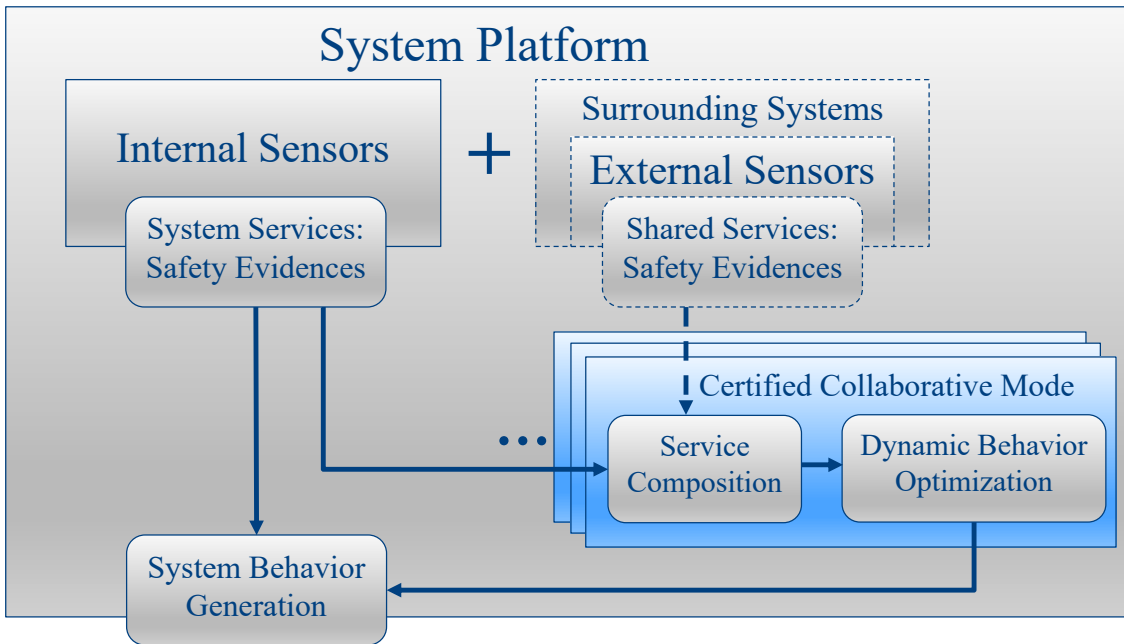 System Platform
Internal Sensors
+
Surrounding Systems
External Sensors
System Services:
Safety Evidences
Shared Services:
Safety Evidences
Certified Collaborative Mode
...
Service
Composition
Dynamic Behavior
Optimization
System Behavior
Generation